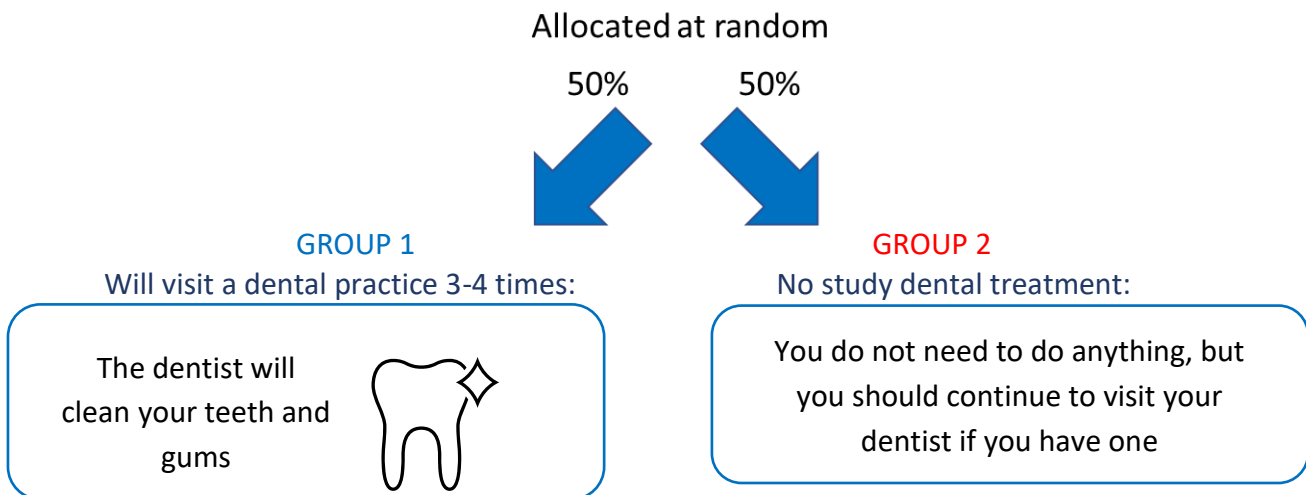 Allocated at random
50% 50%
GROUP 1
Will visit a dental practice 3-4 times:
The dentist will
clean your teeth and
gums
GROUP 2
No study dental treatment:
You do not need to do anything, but
you should continue to visit your
dentist if you have one